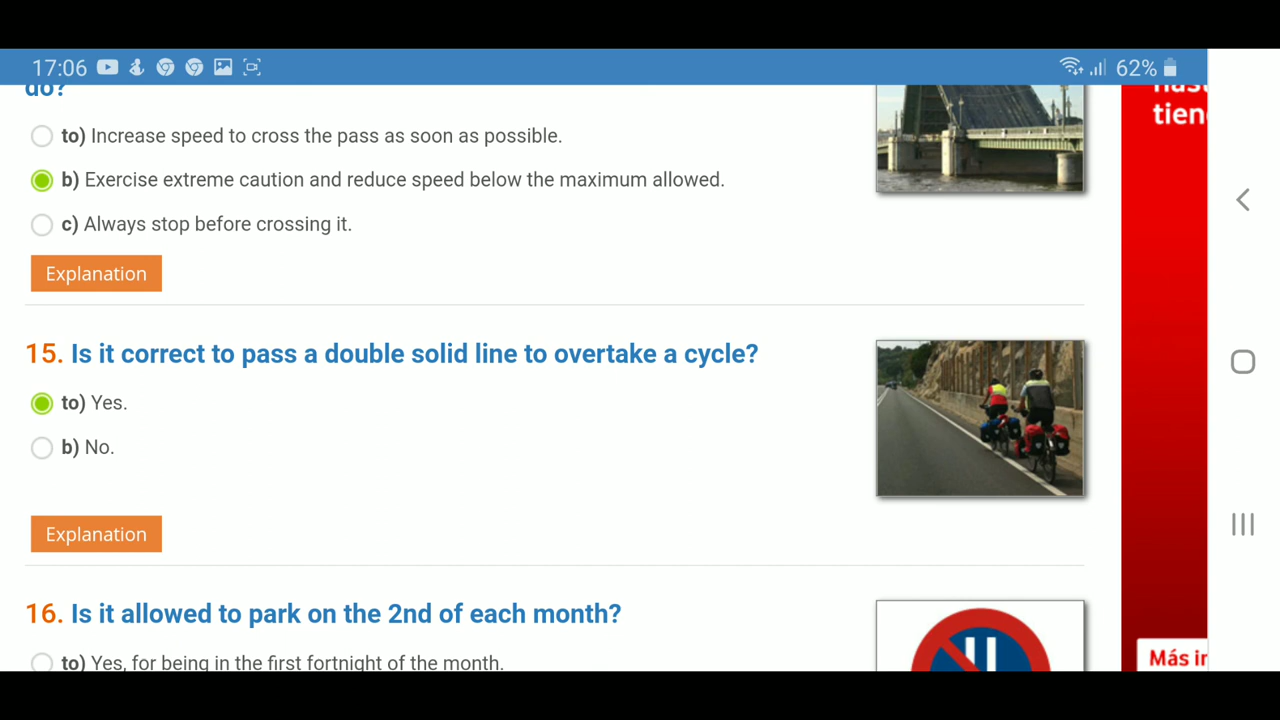 17:06
62%
do?
to) Increase speed to cross the pass as soon as possible.
b) Exercise extreme caution and reduce speed below the maximum allowed.
c) Always stop before crossing it.
Explanation
15. Is it correct to pass a double solid line to overtake a cycle?
to) Yes.
b) No.
Explanation
16. Is it allowed to park on the 2nd of each month?
to) Yes, for being in the first fortnight of the month.
tien
Más in